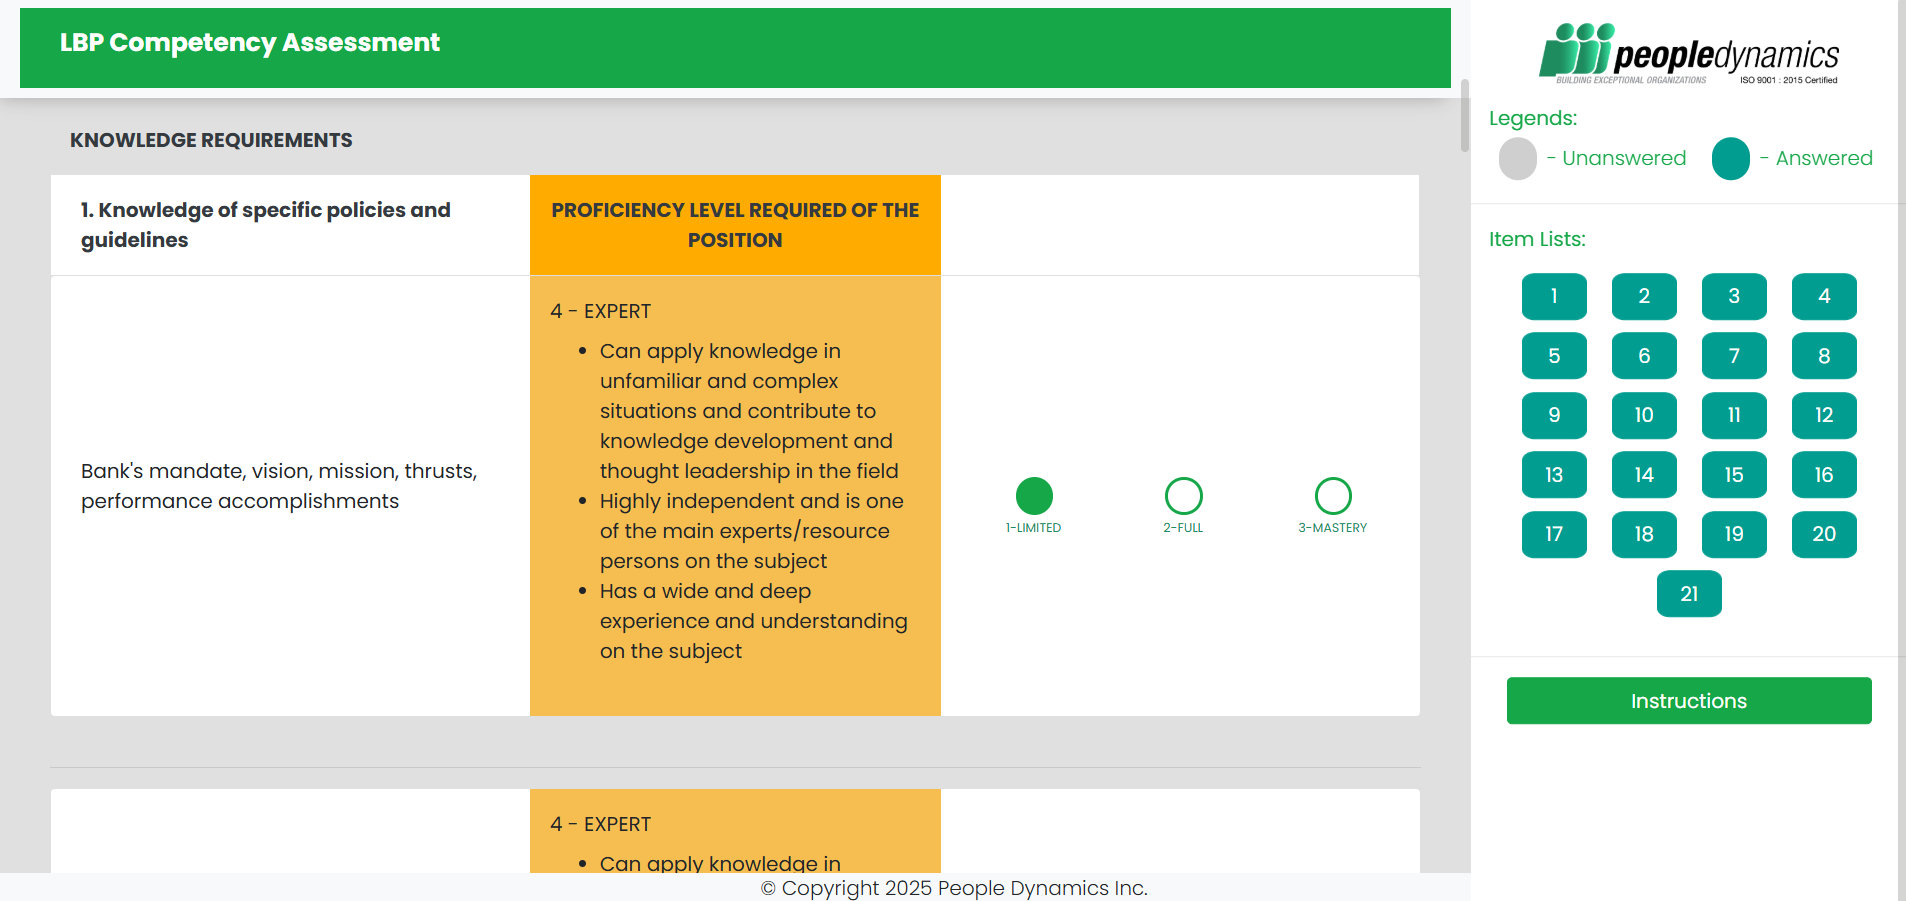 LBP Competency Assessment
KNOWLEDGE REQUIREMENTS
1. Knowledge of specific policies and
guidelines
PROFICIENCY LEVEL REQUIRED OF THE
POSITION
Bank's mandate, vision, mission, thrusts,
performance accomplishments
4 - EXPERT
• Can apply knowledge in
unfamiliar and complex
situations and contribute to
knowledge development and
thought leadership in the field
• Highly independent and is one
of the main experts/resource
persons on the subject
• Has a wide and deep
experience and understanding
on the subject
1-LIMITED
2-FULL
3-MASTERY
4 - EXPERT
• Can apply knowledge in
© Copyright 2025 People Dynamics Inc.
peopledynamics
BUILDING EXCEPTIONAL ORGANIZATIONS
ISO 9001 : 2015 Certified
Legends:
- Unanswered
- Answered
Item Lists:
1 2 3 4
5 6 7 8
9 10 11 12
13 14 15 16
17 18 19 20
21
Instructions